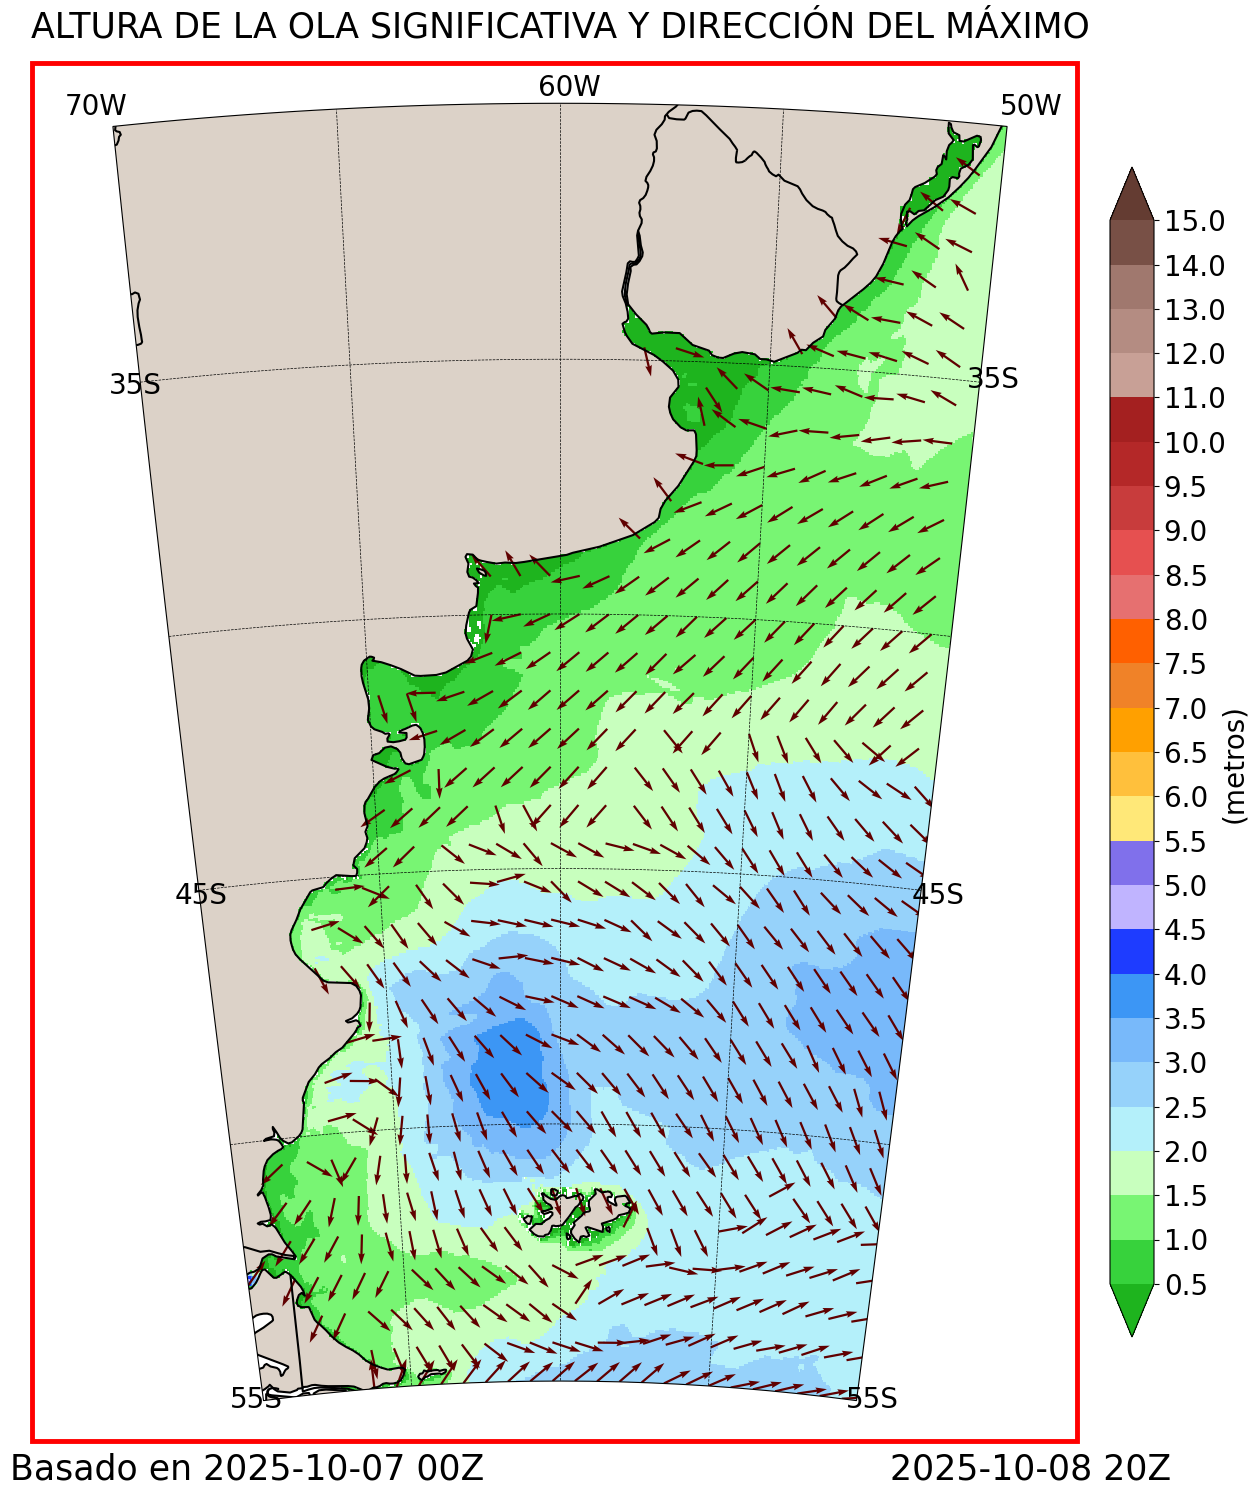 ALTURA DE LA OLA SIGNIFICATIVA Y DIRECCIÓN DEL MÁXIMO
70W
60W
50W
35S
35S
45S
45S
55S
55S
15.0
14.0
13.0
12.0
11.0
10.0
9.5
9.0
8.5
8.0
7.5
7.0
6.5
6.0
5.5
5.0
4.5
4.0
3.5
3.0
2.5
2.0
1.5
1.0
0.5
(metros)
Basado en 2025-10-07 00Z
2025-10-08 20Z